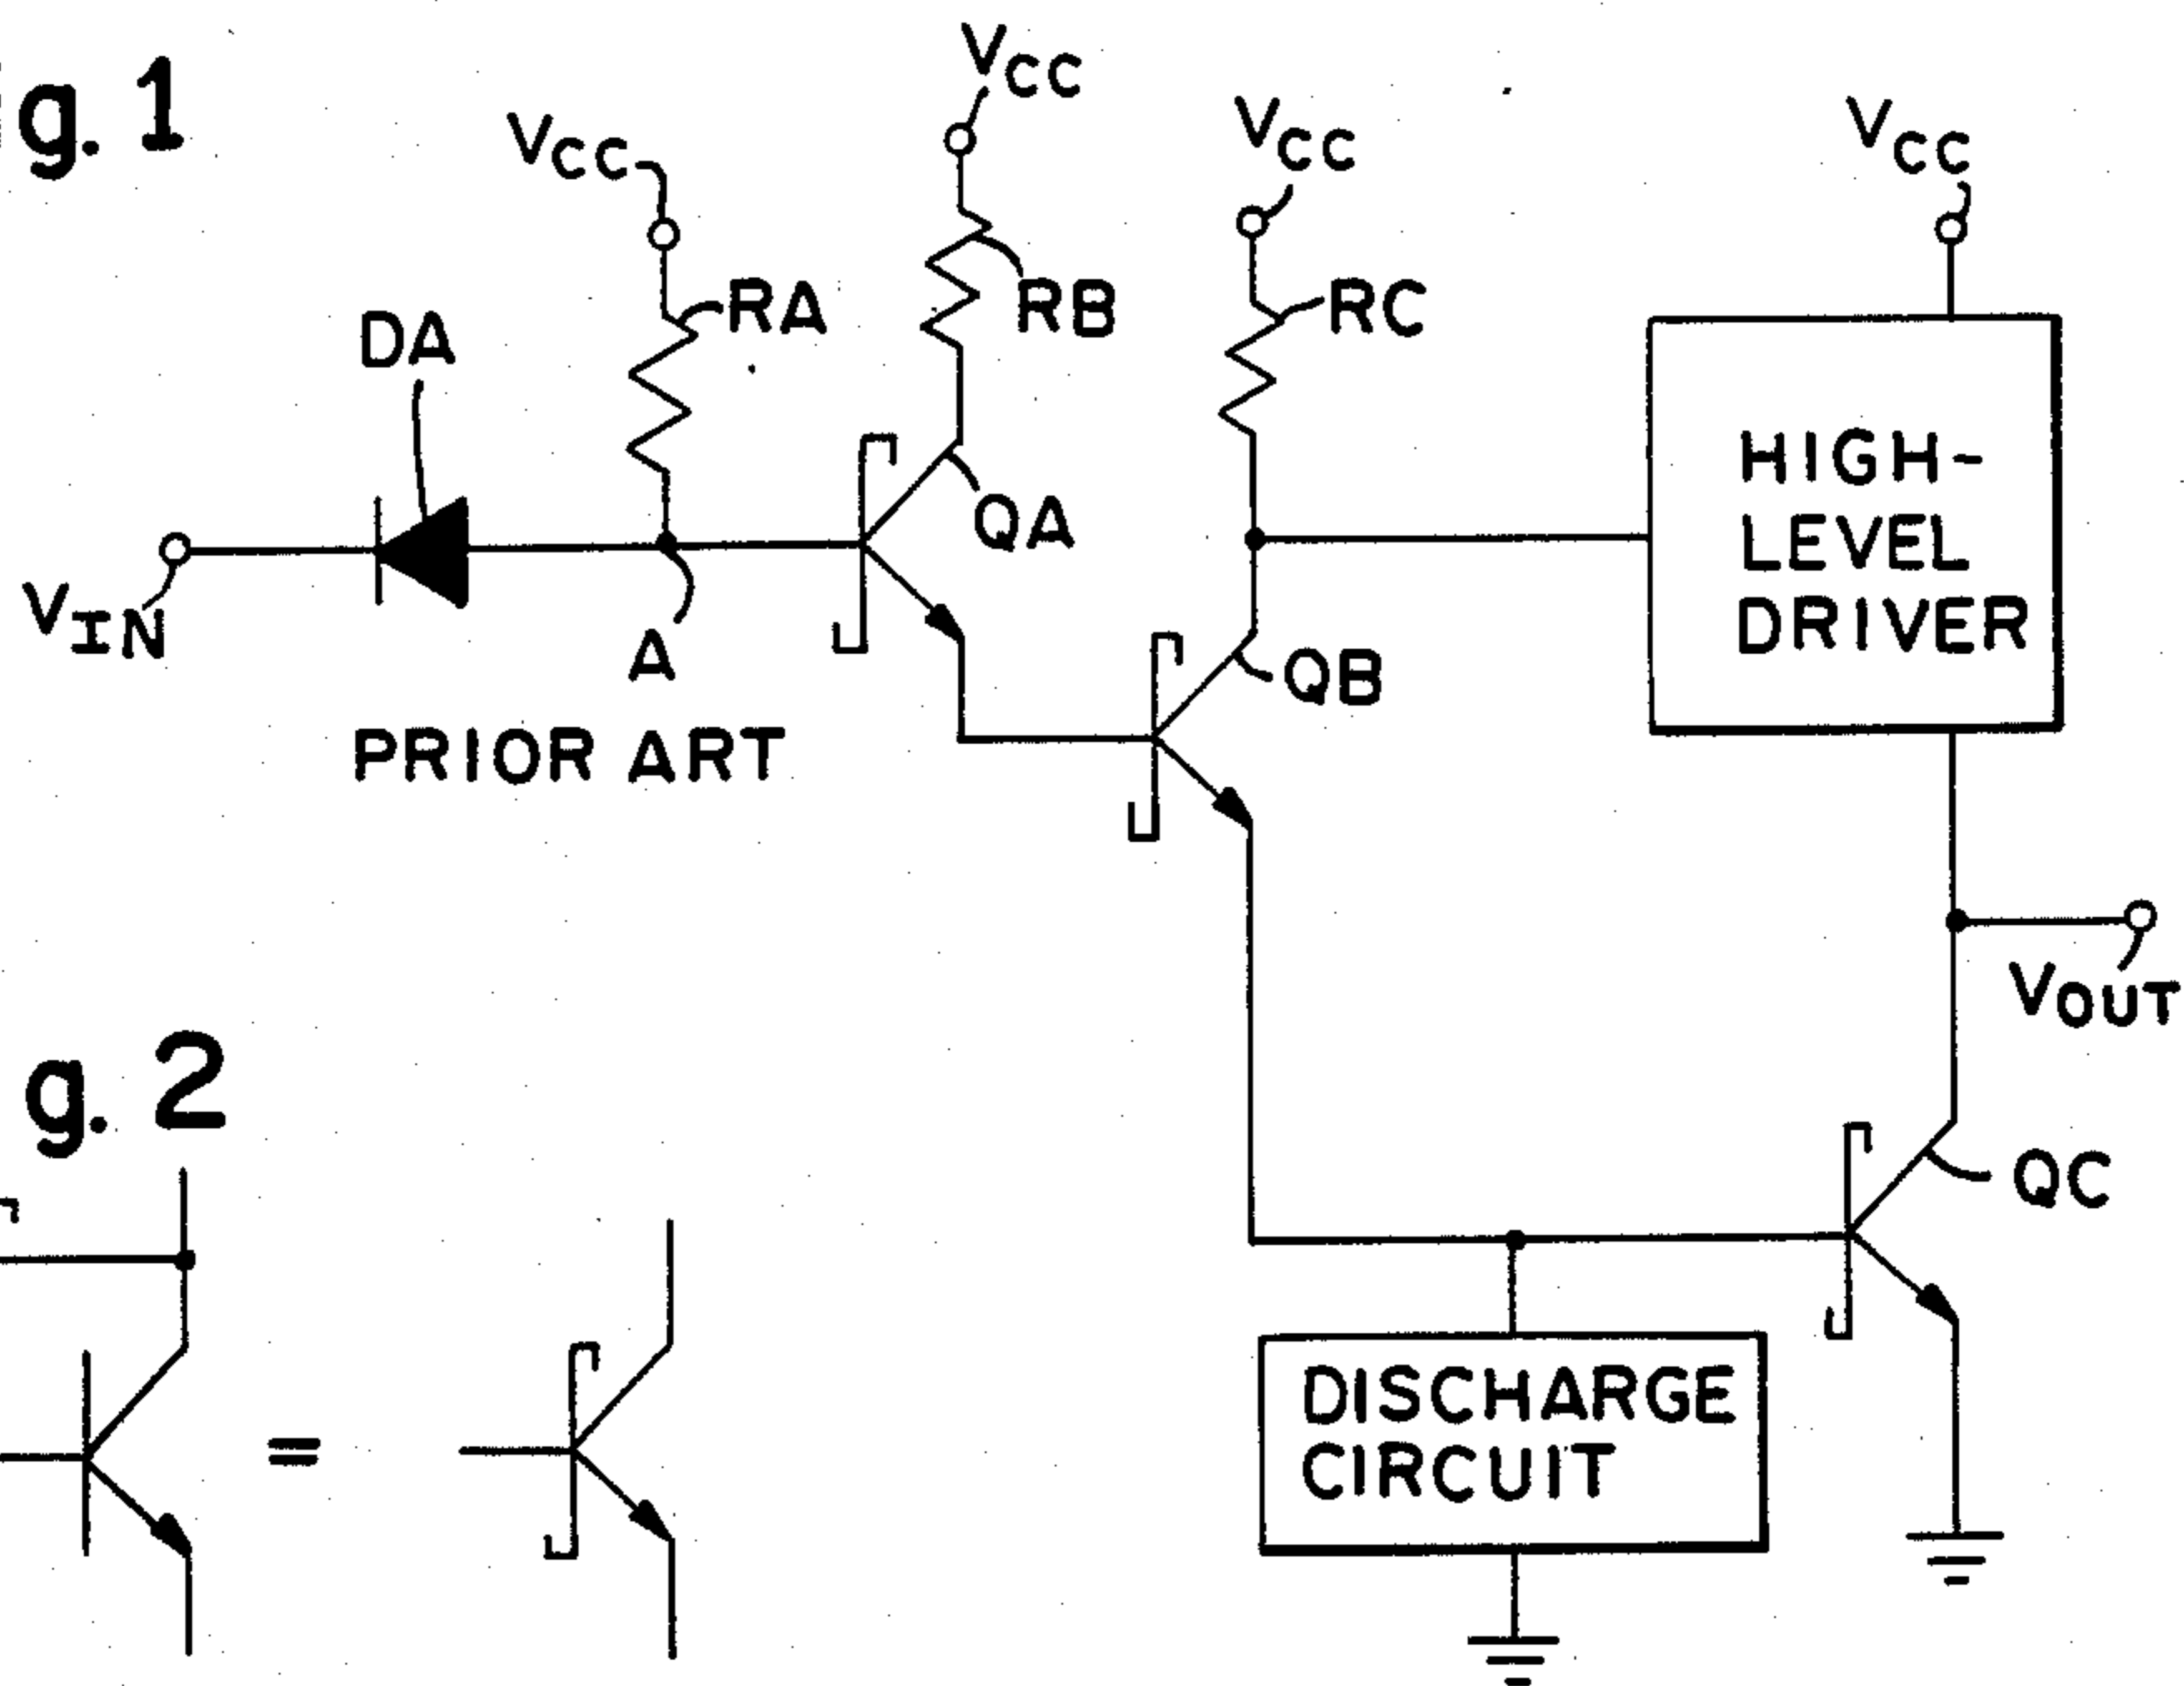 g. 1
VCC
VCC
VCC
VCC
RA
RB
RC
DA
HIGH-
LEVEL
DRIVER
QA
VIN
A
QB
PRIOR ART
VOUT
g. 2
QC
=
DISCHARGE
CIRCUIT